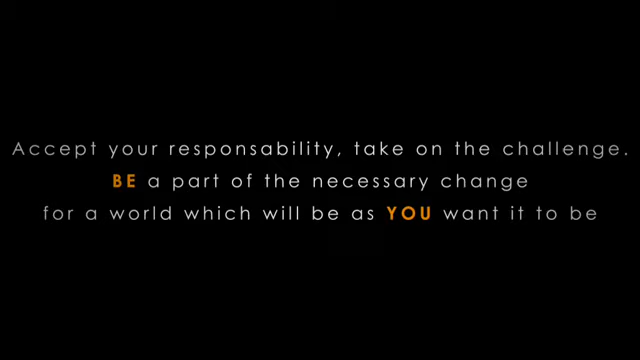 Accept your responsability, take on the challenge.
BE a part of the necessary change
for a world which will be as YOU want it to be